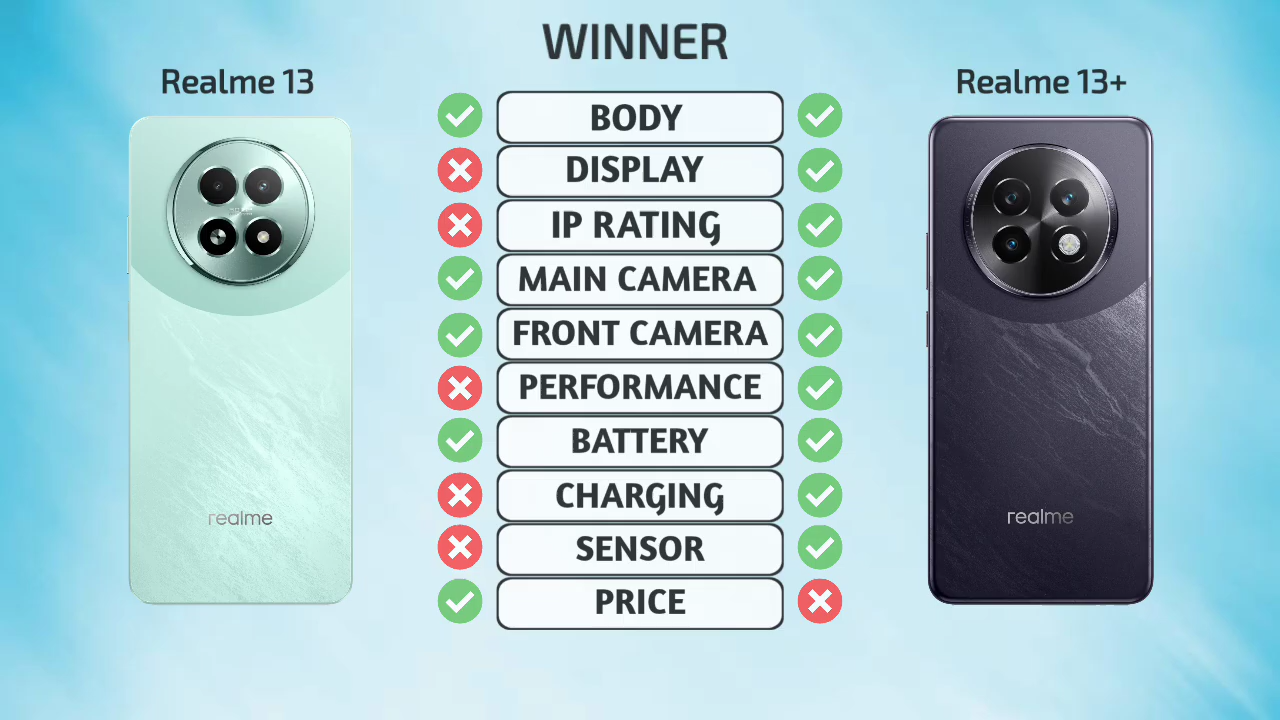 WINNER
Realme 13
Realme 13+
BODY
DISPLAY
IP RATING
MAIN CAMERA
FRONT CAMERA
PERFORMANCE
BATTERY
CHARGING
SENSOR
PRICE
realme
realme